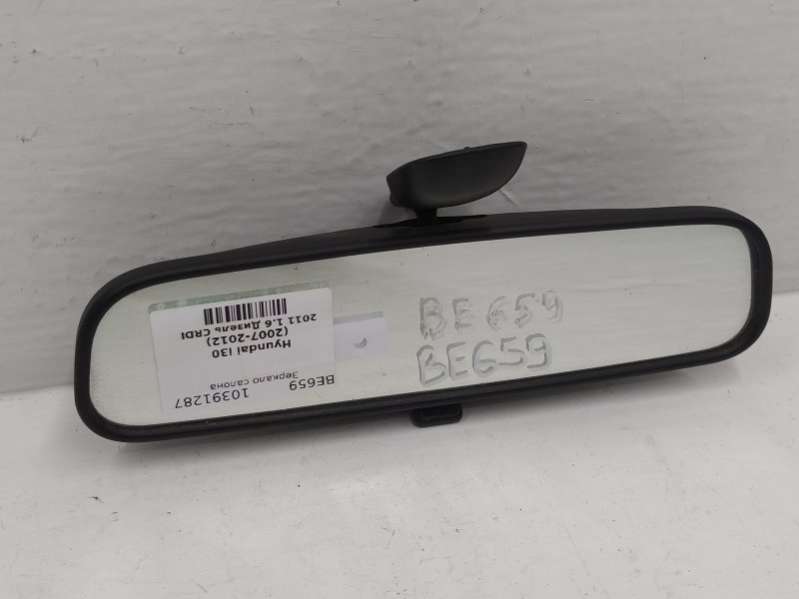 BE659
BE659
BE659 10391287
Зеркало салона
Hyundai i30
(2007-2012)
2011 1.6 Дизель CRDI